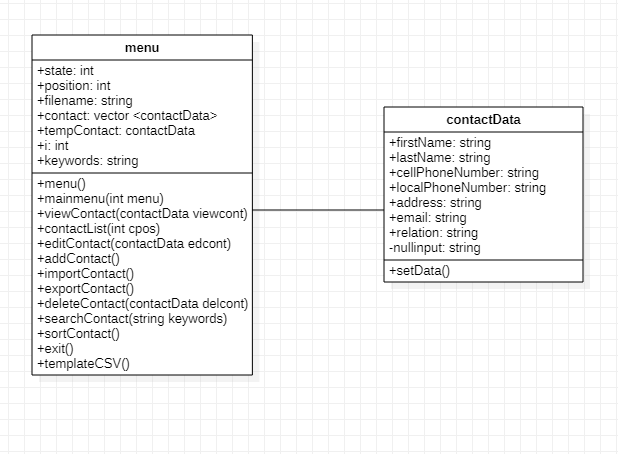 menu
+state: int
+position: int
+filename: string
+contact: vector <contactData>
+tempContact: contactData
+i: int
+keywords: string
+menu()
+mainmenu(int menu)
+viewContact(contactData viewcont)
+contactList(int cpos)
+editContact(contactData edcont)
+addContact()
+importContact()
+exportContact()
+deleteContact(contactData delcont)
+searchContact(string keywords)
+sortContact()
+exit()
+templateCSV()
contactData
+firstName: string
+lastName: string
+cellPhoneNumber: string
+localPhoneNumber: string
+address: string
+email: string
+relation: string
-nullinput: string
+setData()